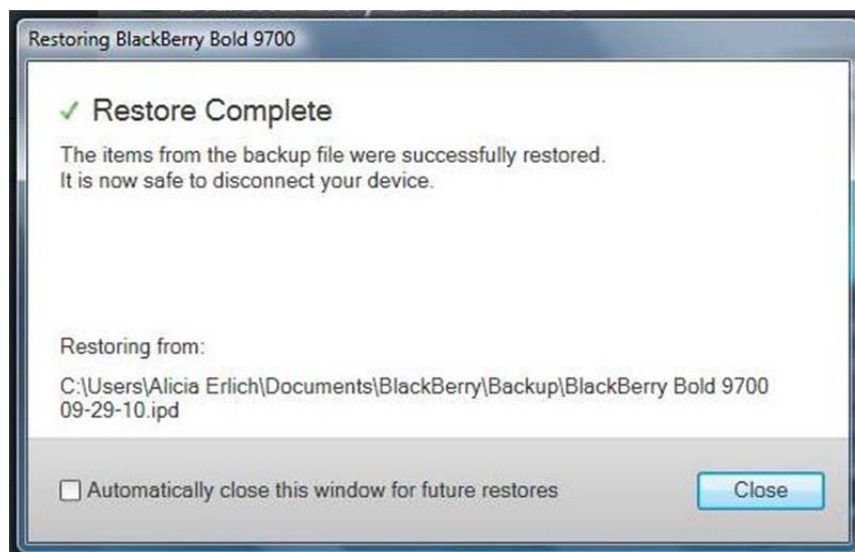 Restoring BlackBerry Bold 9700
Restore Complete
The items from the backup file were successfully restored.
It is now safe to disconnect your device.
Restoring from:
C:\Users\Alicia Erlich\Documents\BlackBerry\Backup\BlackBerry Bold 9700
09-29-10.ipd
Automatically close this window for future restores
Close